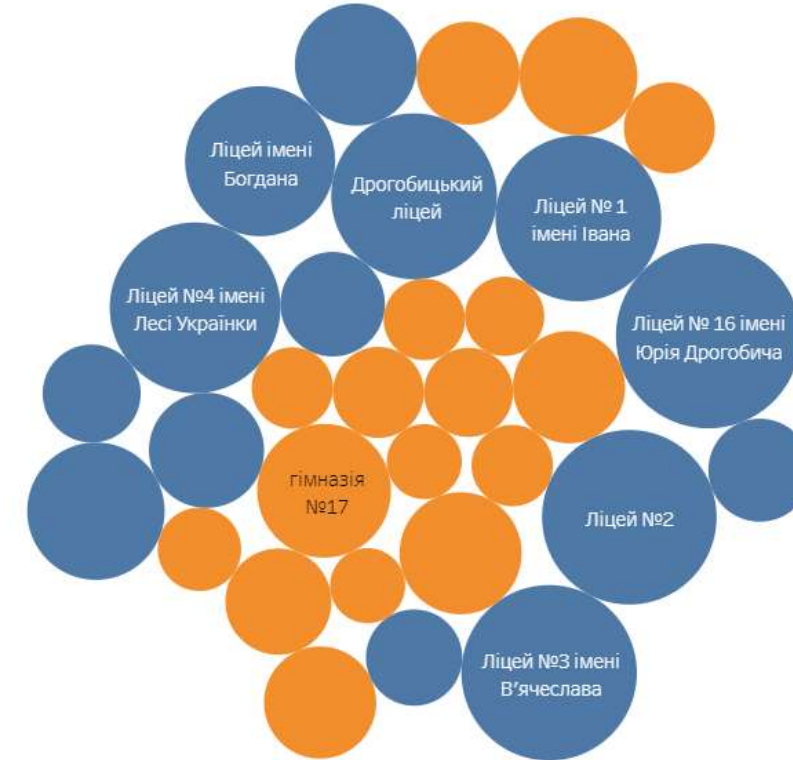 Ліцей імені
Богдана
Дрогобицький
ліцей
Ліцей № 1
імені Івана
Ліцей №4 імені
Лесі Українки
Ліцей № 16 імені
Юрія Дрогобича
гімназія
№17
Ліцей №2
Ліцей №3 імені
В’ячеслава